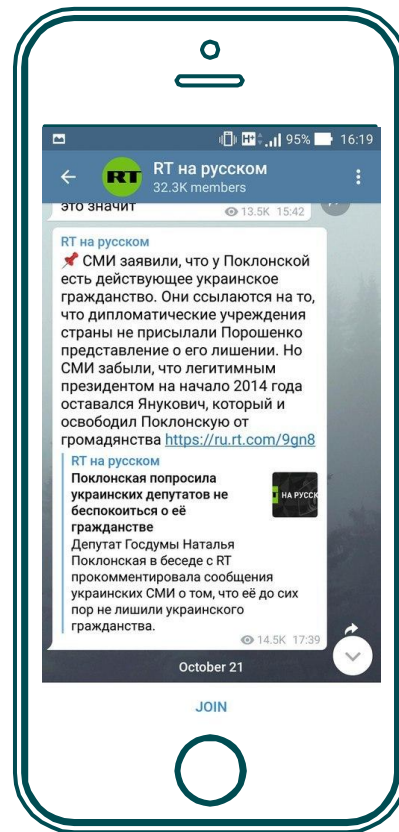 95% 16:19
RT
RT на русском
32.3K members
это значит
13.5K 15:42
RT на русском
📌 СМИ заявили, что у Поклонской
есть действующее украинское
гражданство. Они ссылаются на то,
что дипломатические учреждения
страны не присылали Порошенко
представление о его лишении. Но
СМИ забыли, что легитимным
президентом на начало 2014 года
оставался Янукович, который и
освободил Поклонскую от
громадянства https://ru.rt.com/9gn8
RT на русском
Поклонская попросила
украинских депутатов не
беспокоиться о её
гражданстве
НА РУССК
Депутат Госдумы Наталья
Поклонская в беседе с RT
прокомментировала сообщения
украинских СМИ о том, что её до сих
пор не лишили украинского
гражданства.
14.5K 17:39
October 21
JOIN